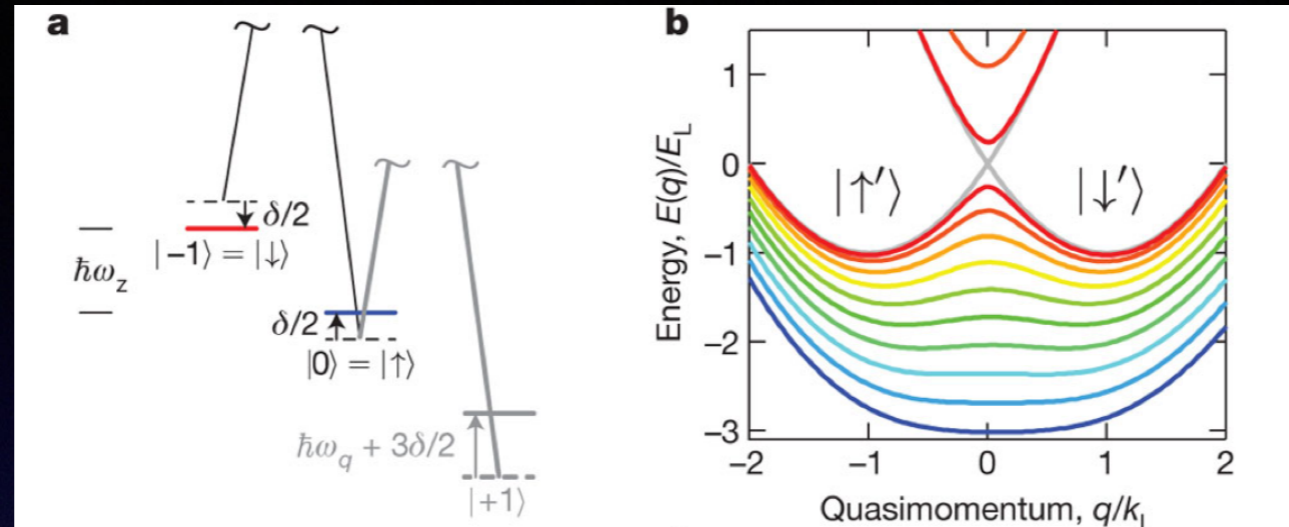 a
δ/2
|−1⟩ = |↓⟩
ħω_z
δ/2
|0⟩ = |↑⟩
ħω_q + 3δ/2
|+1⟩
b
Energy, E(q)/E_L
1
0
−1
−2
−3
|↑′⟩
|↓′⟩
−2 −1 0 1 2
Quasimomentum, q/k_L